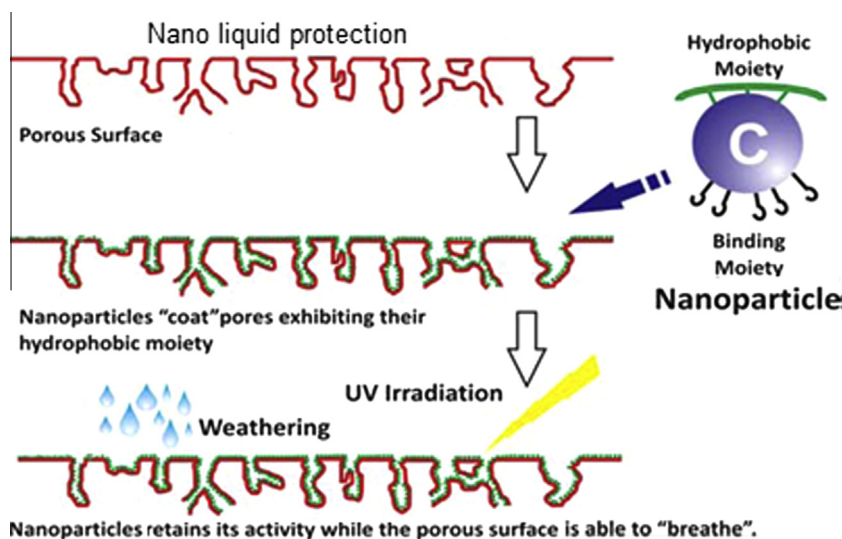 Nano liquid protection
Hydrophobic
Moiety
C
Porous Surface
Binding
Moiety
Nanoparticle
Nanoparticles "coat"pores exhibiting their
hydrophobic moiety
UV Irradiation
Weathering
Nanoparticles retains its activity while the porous surface is able to "breathe".